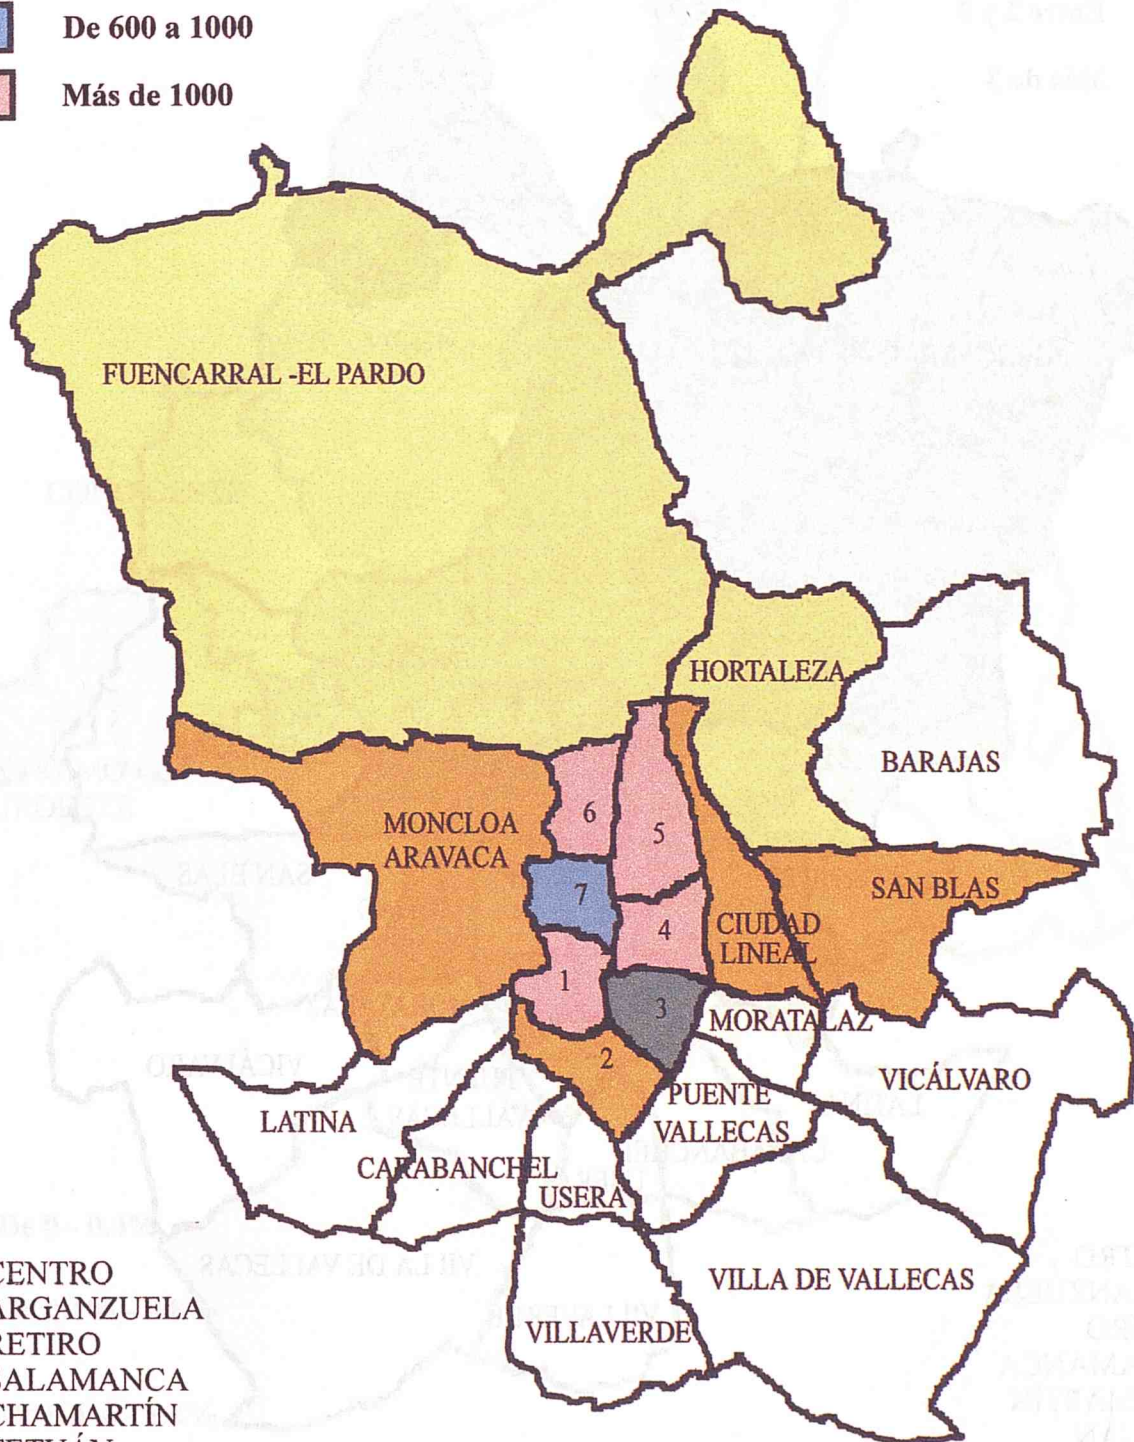 De 600 a 1000
Más de 1000
FUENCARRAL -EL PARDO
HORTALEZA
BARAJAS
MONCLOA
ARAVACA
6
5
SAN BLAS
7
4
CIUDAD
LINEAL
1
3
MORATALAZ
2
VICÁLVARO
PUENTE
VALLECAS
LATINA
CARABANCHEL
USERA
CENTRO
ARGANZUELA
RETIRO
SALAMANCA
CHAMARTÍN
VILLA DE VALLECAS
VILLAVERDE